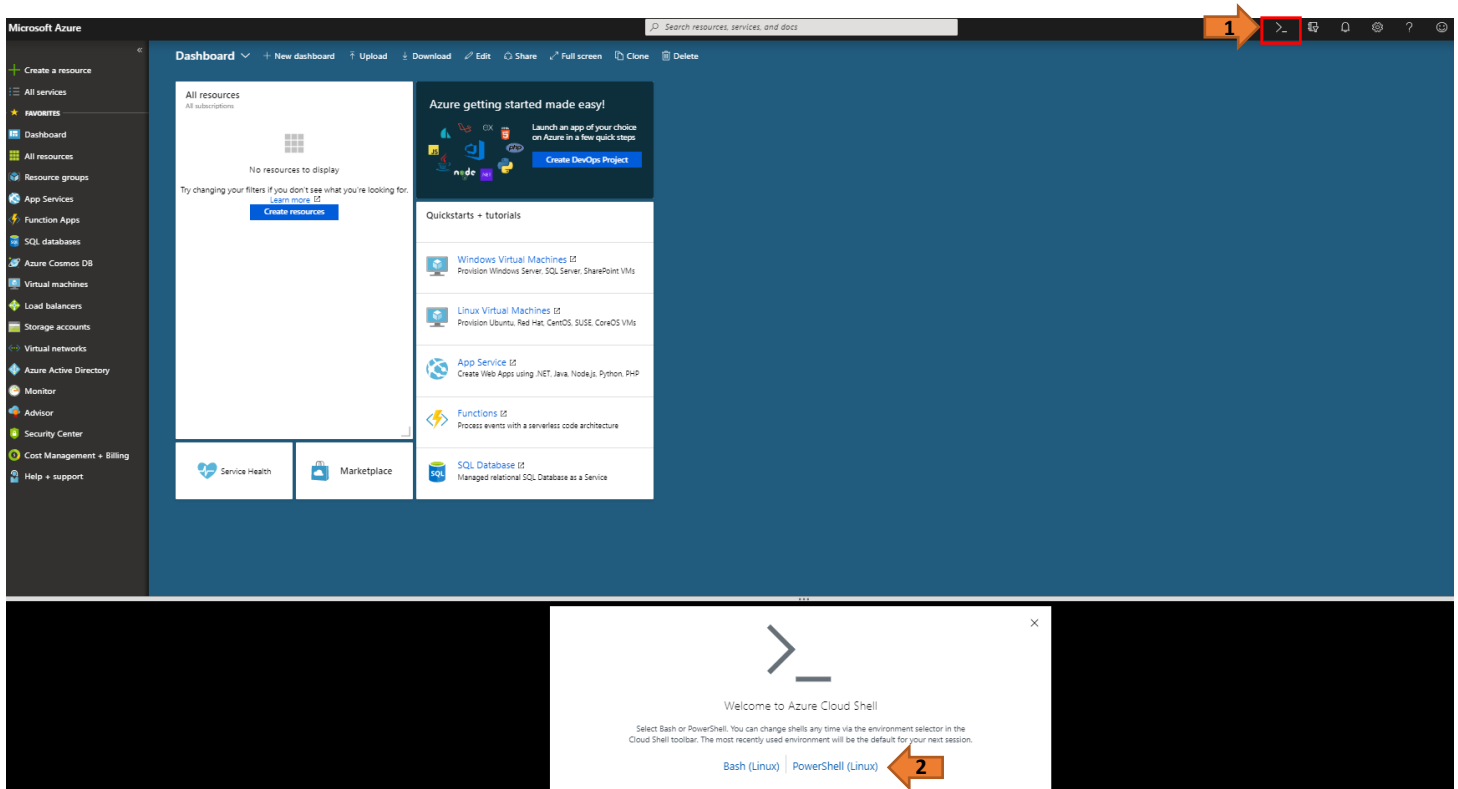 Microsoft Azure
Search resources, services, and docs
1
>_
?
«
Create a resource
All services
FAVORITES
Dashboard
All resources
Resource groups
App Services
Function Apps
SQL databases
Azure Cosmos DB
Virtual machines
Load balancers
Storage accounts
Virtual networks
Azure Active Directory
Monitor
Advisor
Security Center
Cost Management + Billing
Help + support
Dashboard
+ New dashboard
Upload
Download
Edit
Share
Full screen
Clone
Delete
All resources
All subscriptions
No resources to display
Try changing your filters if you don't see what you're looking for.
Learn more
Create resources
Service Health
Marketplace
Azure getting started made easy!
Launch an app of your choice
on Azure in a few quick steps
Create DevOps Project
JS
5
php
node
Quickstarts + tutorials
Windows Virtual Machines
Provision Windows Server, SQL Server, SharePoint VMs
Linux Virtual Machines
Provision Ubuntu, Red Hat, CentOS, SUSE, CoreOS VMs
App Service
Create Web Apps using .NET, Java, Node.js, Python, PHP
Functions
Process events with a serverless code architecture
SQL
SQL Database
Managed relational SQL Database as a Service
>_
Welcome to Azure Cloud Shell
Select Bash or PowerShell. You can change shells any time via the environment selector in the
Cloud Shell toolbar. The most recently used environment will be the default for your next session.
Bash (Linux)
PowerShell (Linux)
2